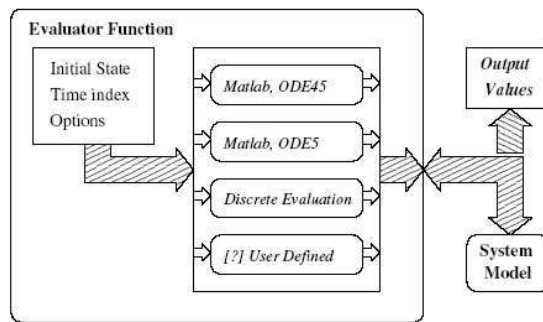 Evaluator Function
Initial State
Time index
Options
Matlab, ODE45
Matlab, ODE5
Discrete Evaluation
[?] User Defined
Output
Values
System
Model